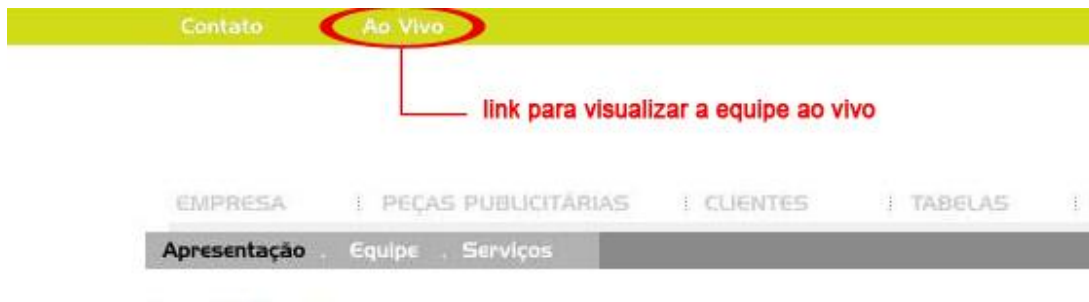 Contato Ao Vivo
link para visualizar a equipe ao vivo
EMPRESA PEÇAS PUBLICITÁRIAS CLIENTES TABELAS
Apresentação . Equipe . Serviços